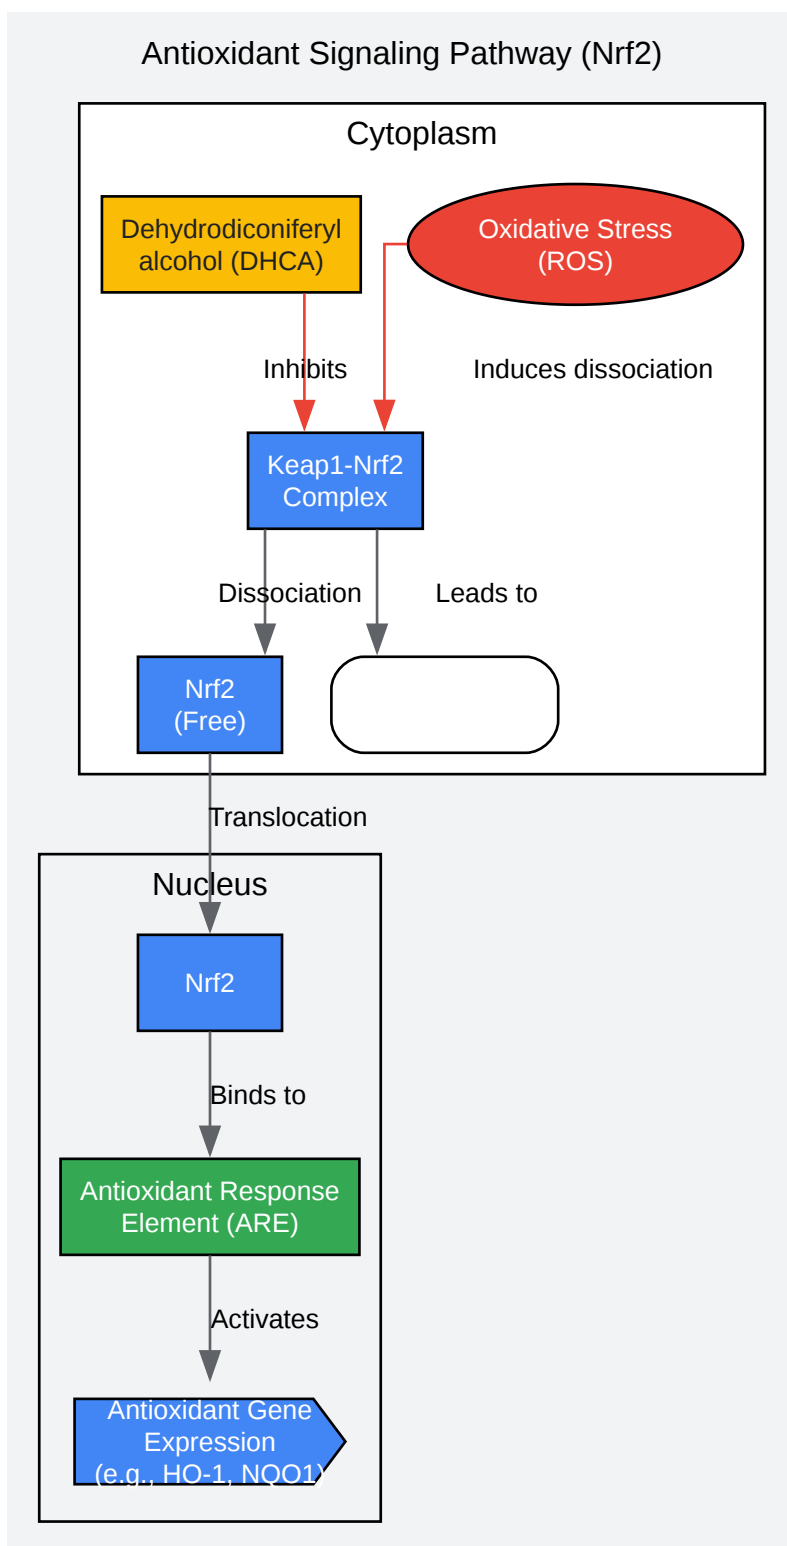 Antioxidant Signaling Pathway (Nrf2)
Cytoplasm
Dehydrodiconiferyl
alcohol (DHCA)
Oxidative Stress
(ROS)
Inhibits
Induces dissociation
Keap1-Nrf2
Complex
Dissociation
Leads to
Nrf2
(Free)
Translocation
Nucleus
Nrf2
Binds to
Antioxidant Response
Element (ARE)
Activates
Antioxidant Gene
Expression
(e.g., HO-1, NQO1)